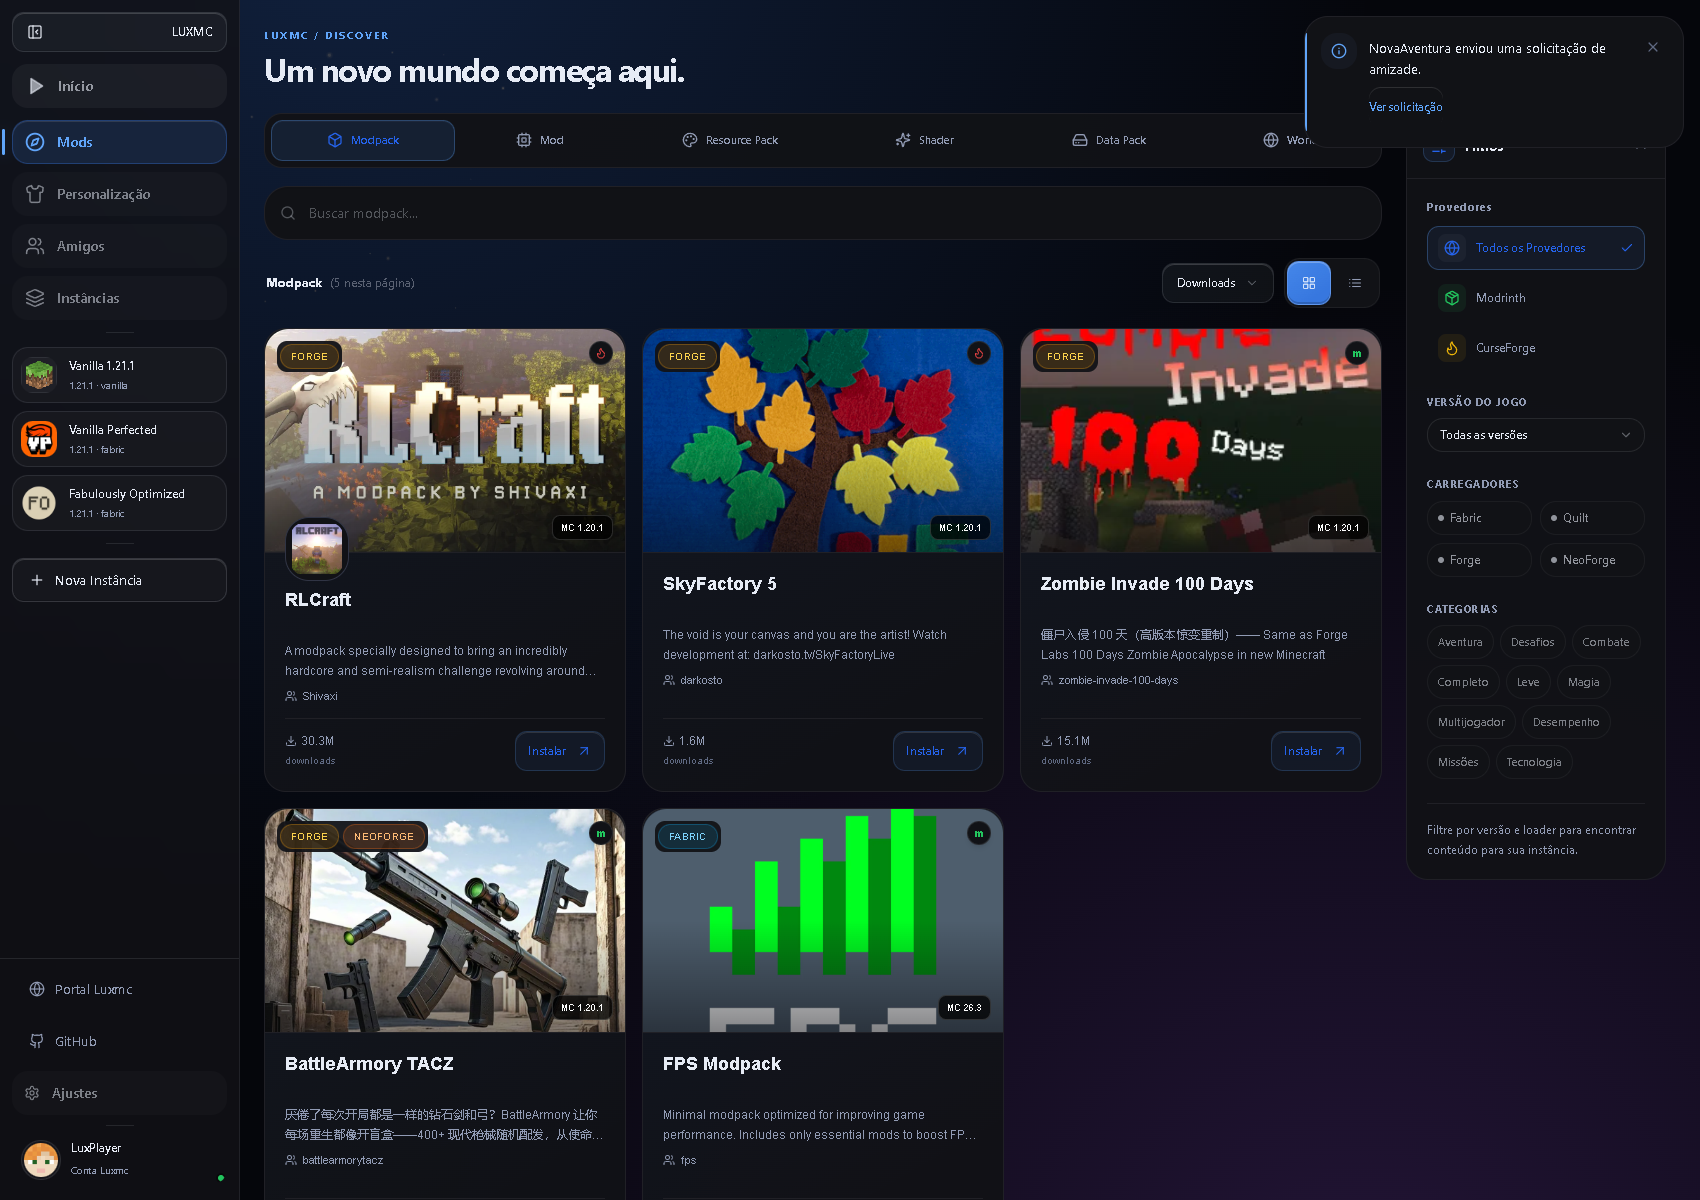 LUXMC
Início
Mods
Personalização
Amigos
Instâncias
Vanilla 1.21.1
1.21.1 · vanilla
Vanilla Perfected
1.21.1 · fabric
Fabulously Optimized
1.21.1 · fabric
Nova Instância
Portal Luxmc
GitHub
Ajustes
LuxPlayer
Conta Luxmc
LUXMC / DISCOVER
Um novo mundo começa aqui.
NovaAventura enviou uma solicitação de
amizade.
Ver solicitação
Modpack
Mod
Resource Pack
Shader
Data Pack
Buscar modpack...
Modpack (5 nesta página)
Downloads
FORGE
RLCraft
A MODPACK BY SHIVAXI
MC 1.20.1
RLCRAFT
RLCraft
A modpack specially designed to bring an incredibly
hardcore and semi-realism challenge revolving around...
Shivaxi
30.3M
downloads
Instalar
FORGE
MC 1.20.1
SkyFactory 5
The void is your canvas and you are the artist! Watch
development at: darkosto.tv/SkyFactoryLive
darkosto
1.6M
downloads
Instalar
FORGE
m
Zombie
Invade
100
Days
MC 1.20.1
Zombie Invade 100 Days
僵尸入侵 100 天（高版本惊变重制）—— Same as Forge
Labs 100 Days Zombie Apocalypse in new Minecraft
zombie-invade-100-days
15.1M
downloads
Instalar
FORGE
NEOFORGE
m
MC 1.20.1
BattleArmory TACZ
厌倦了每次开局都是一样的钻石剑和弓？BattleArmory 让你
每场重生都像开盲盒——400+ 现代枪械随机配发，从使命...
battlearmorytacz
FABRIC
m
MC 26.3
FPS Modpack
Minimal modpack optimized for improving game
performance. Includes only essential mods to boost FP...
fps
Filtros
Provedores
Todos os Provedores
Modrinth
CurseForge
VERSÃO DO JOGO
Todas as versões
CARREGADORES
Fabric
Quilt
Forge
NeoForge
CATEGORIAS
Aventura
Desafios
Combate
Completo
Leve
Magia
Multijogador
Desempenho
Missões
Tecnologia
Filtre por versão e loader para encontrar
conteúdo para sua instância.